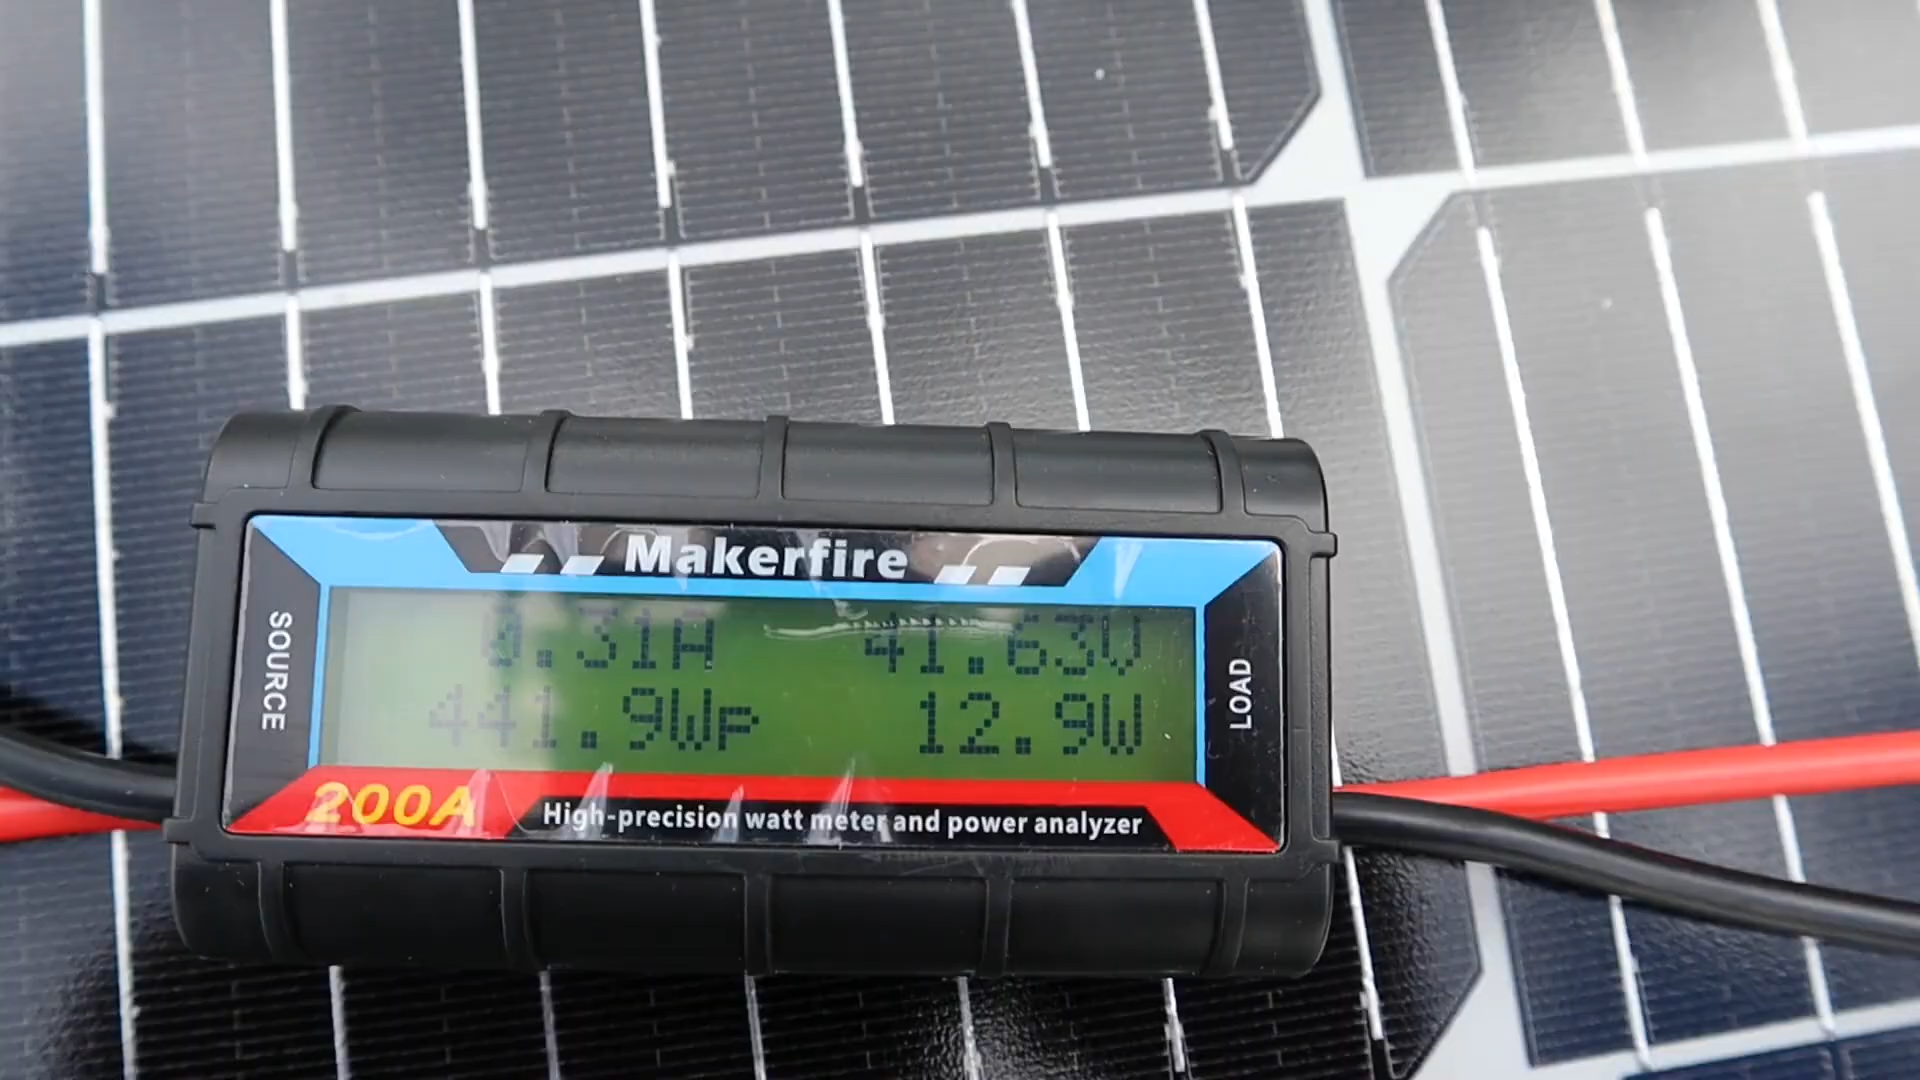 Makerfire
SOURCE
0.31A 41.63V
441.9Wp 12.9W
LOAD
200A High-precision watt meter and power analyzer